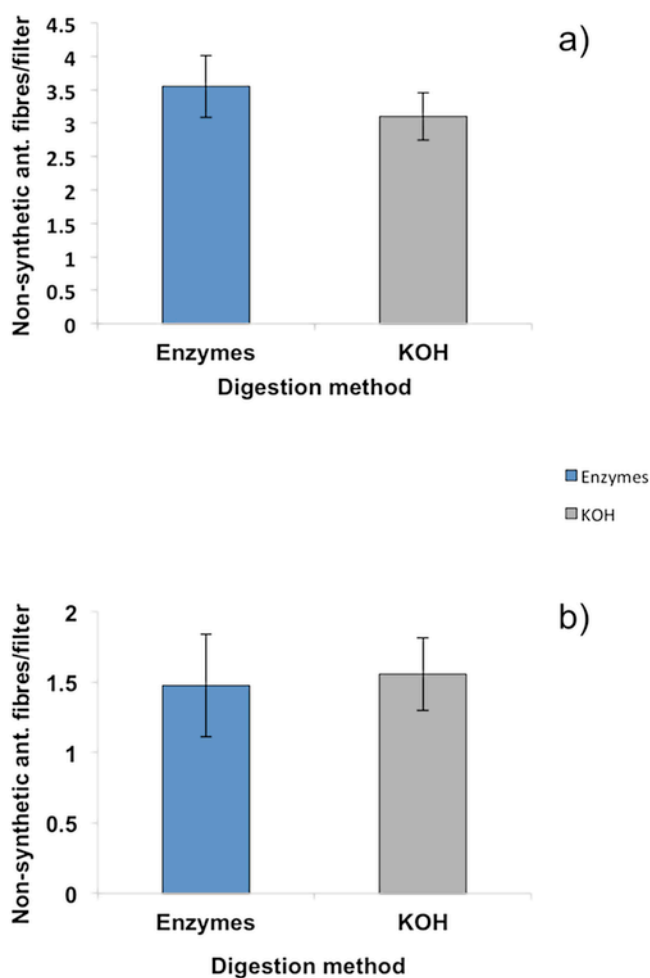 a)
Non-synthetic ant. fibres/filter
4.5
4
3.5
3
2.5
2
1.5
1
0.5
0
Enzymes KOH
Digestion method
Enzymes
KOH
b)
Non-synthetic ant. fibres/filter
2
1.5
1
0.5
0
Enzymes KOH
Digestion method